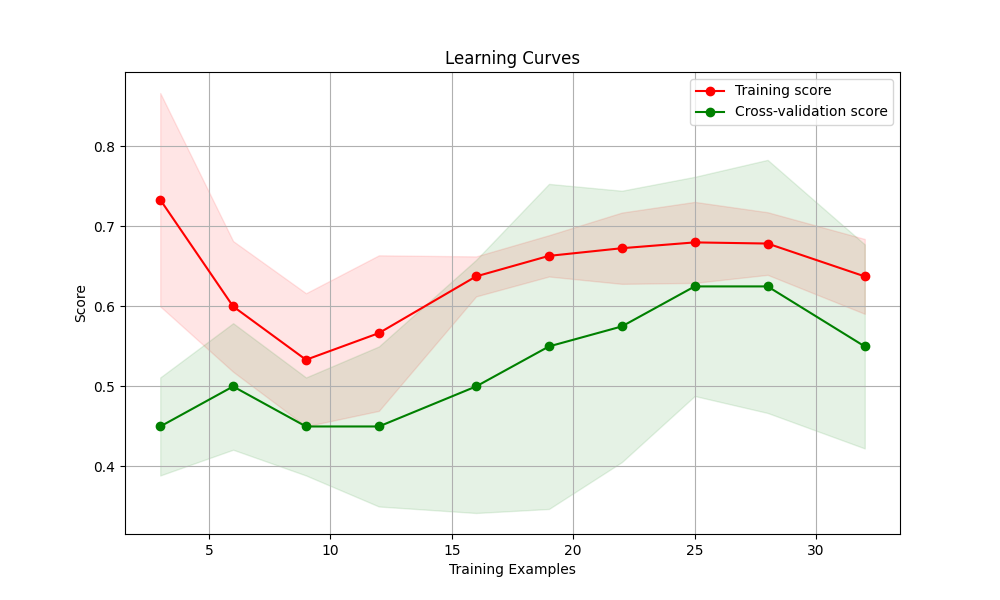 Learning Curves
Training score
Cross-validation score
0.8
0.7
0.6
0.5
0.4
Score
5 10 15 20 25 30
Training Examples